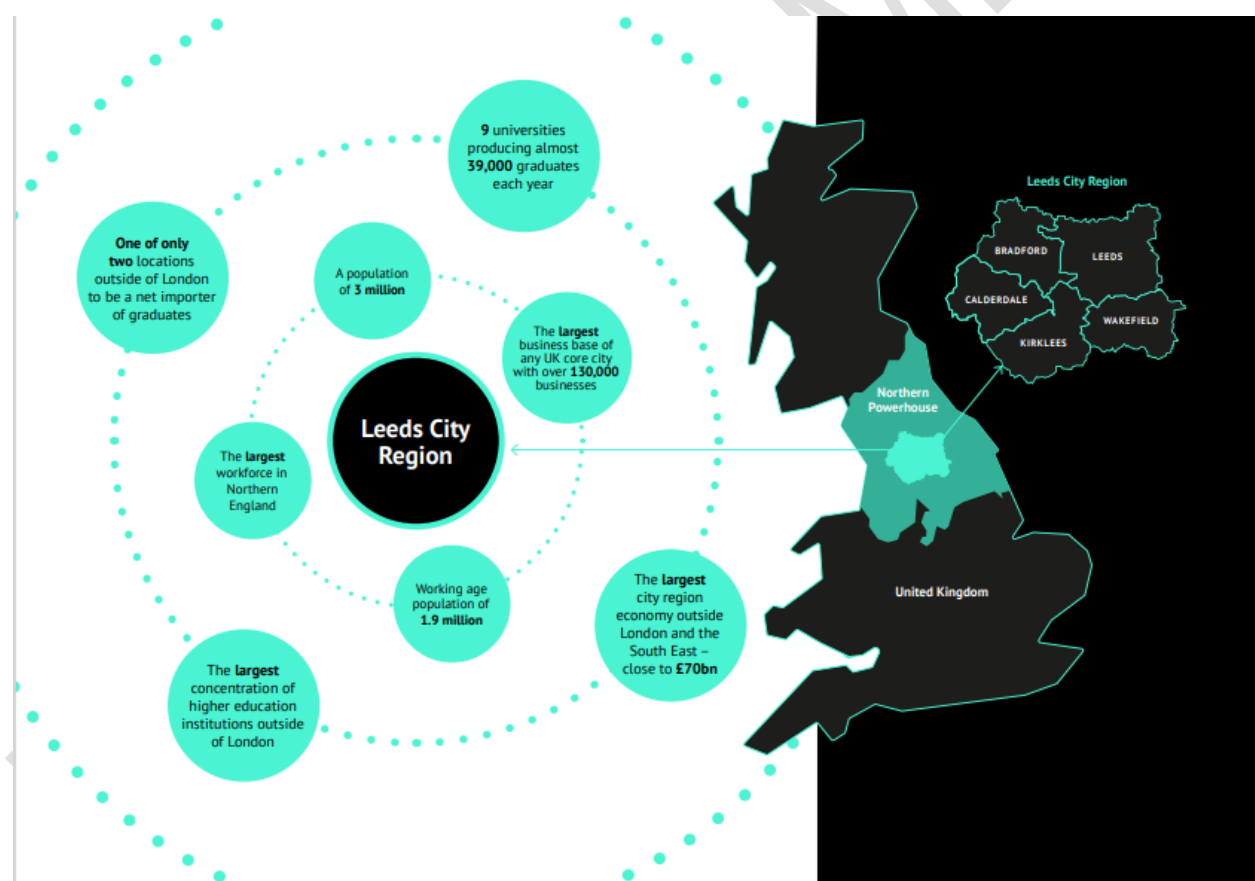 9 universities
producing almost
39,000 graduates
each year
One of only
two locations
outside of London
to be a net importer
of graduates
A population
of 3 million
The largest
business base of
any UK core city
with over 130,000
businesses
Leeds City
Region
The largest
workforce in
Northern
England
Working age
population of
1.9 million
The largest
city region
economy outside
London and the
South East –
close to £70bn
The largest
concentration of
higher education
institutions outside
of London
Leeds City Region
BRADFORD
LEEDS
CALDERDALE
WAKEFIELD
KIRKLEES
Northern
Powerhouse
United Kingdom